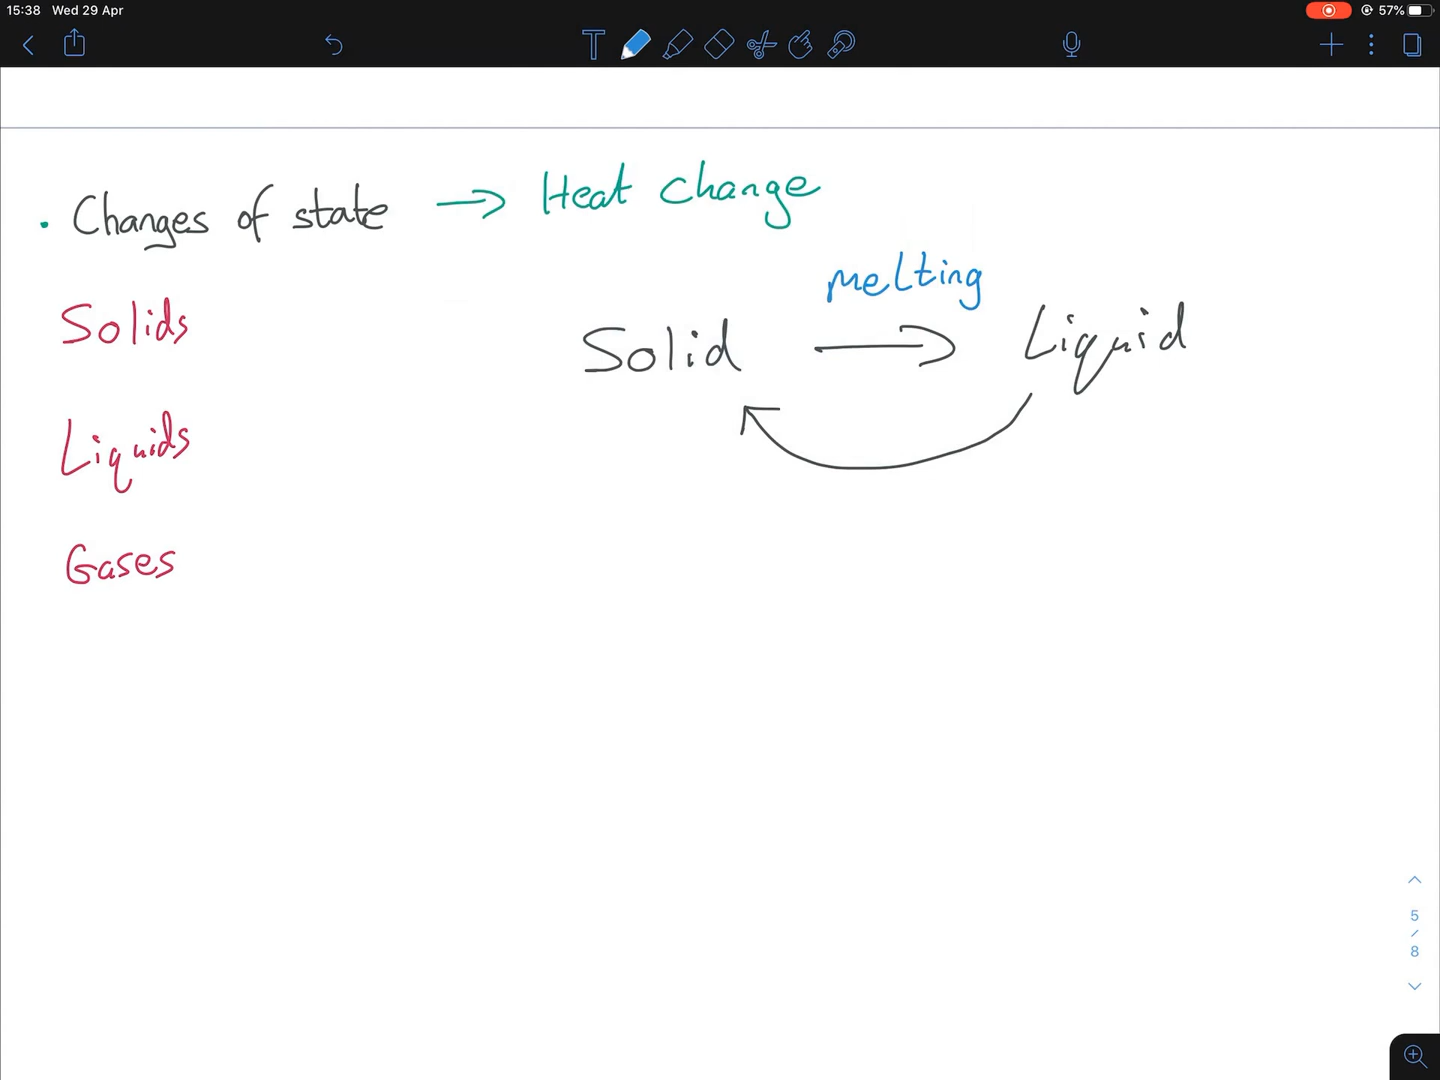 15:38 Wed 29 Apr
57%
T
. Changes of state → Heat change
melting
Solids
Solid → Liquid
Liquids
Gases
5
/
8